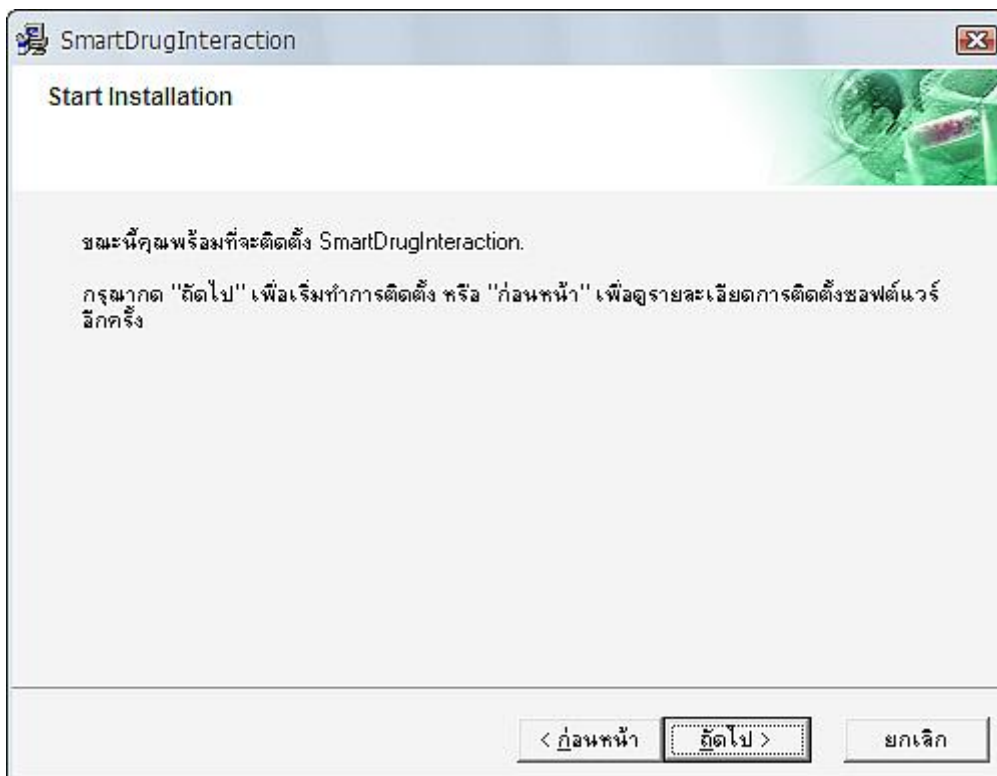 SmartDrugInteraction
Start Installation
ขณะนี้คุณพร้อมที่จะติดตั้ง SmartDrugInteraction.
กรุณากด "ถัดไป" เพื่อเริ่มทำการติดตั้ง หรือ "ก่อนหน้า" เพื่อดูรายละเอียดการติดตั้งซอฟต์แวร์
อีกครั้ง
< ก่อนหน้า ถัดไป > ยกเลิก